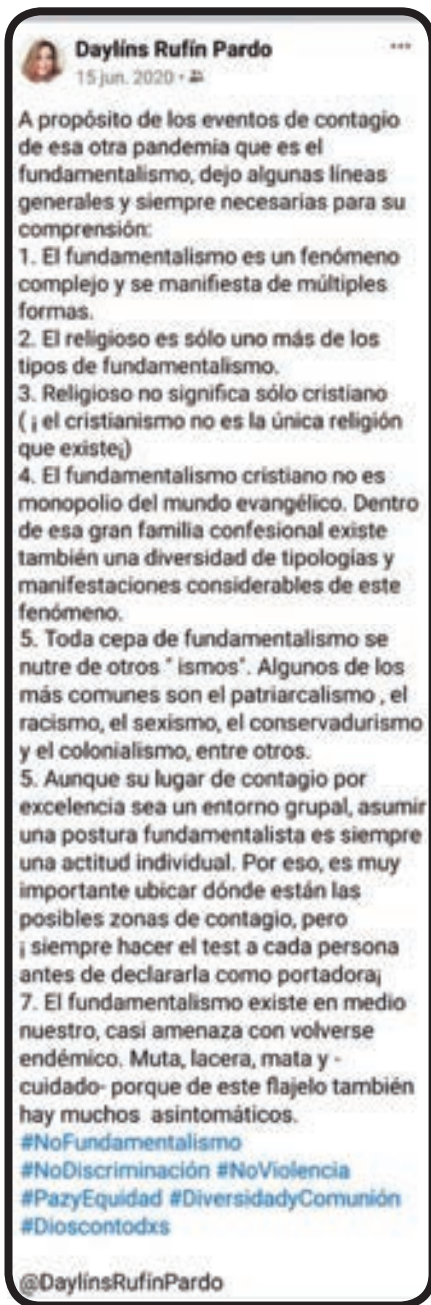 Daylíns Rufín Pardo
15 jun. 2020 ·
A propósito de los eventos de contagio
de esa otra pandemia que es el
fundamentalismo, dejo algunas líneas
generales y siempre necesarias para su
comprensión:
1. El fundamentalismo es un fenómeno
complejo y se manifiesta de múltiples
formas.
2. El religioso es sólo uno más de los
tipos de fundamentalismo.
3. Religioso no significa sólo cristiano
( ¡ el cristianismo no es la única religión
que existe¡)
4. El fundamentalismo cristiano no es
monopolio del mundo evangélico. Dentro
de esa gran familia confesional existe
también una diversidad de tipologías y
manifestaciones considerables de este
fenómeno.
5. Toda cepa de fundamentalismo se
nutre de otros " ismos". Algunos de los
más comunes son el patriarcalismo , el
racismo, el sexismo, el conservadurismo
y el colonialismo, entre otros.
5. Aunque su lugar de contagio por
excelencia sea un entorno grupal, asumir
una postura fundamentalista es siempre
una actitud individual. Por eso, es muy
importante ubicar dónde están las
posibles zonas de contagio, pero
¡ siempre hacer el test a cada persona
antes de declararla como portadora¡
7. El fundamentalismo existe en medio
nuestro, casi amenaza con volverse
endémico. Muta, lacera, mata y -
cuidado- porque de este flajelo también
hay muchos asintomáticos.
#NoFundamentalismo
#NoDiscriminación #NoViolencia
#PazyEquidad #DiversidadyComunión
#Dioscontodxs
@DaylínsRufínPardo